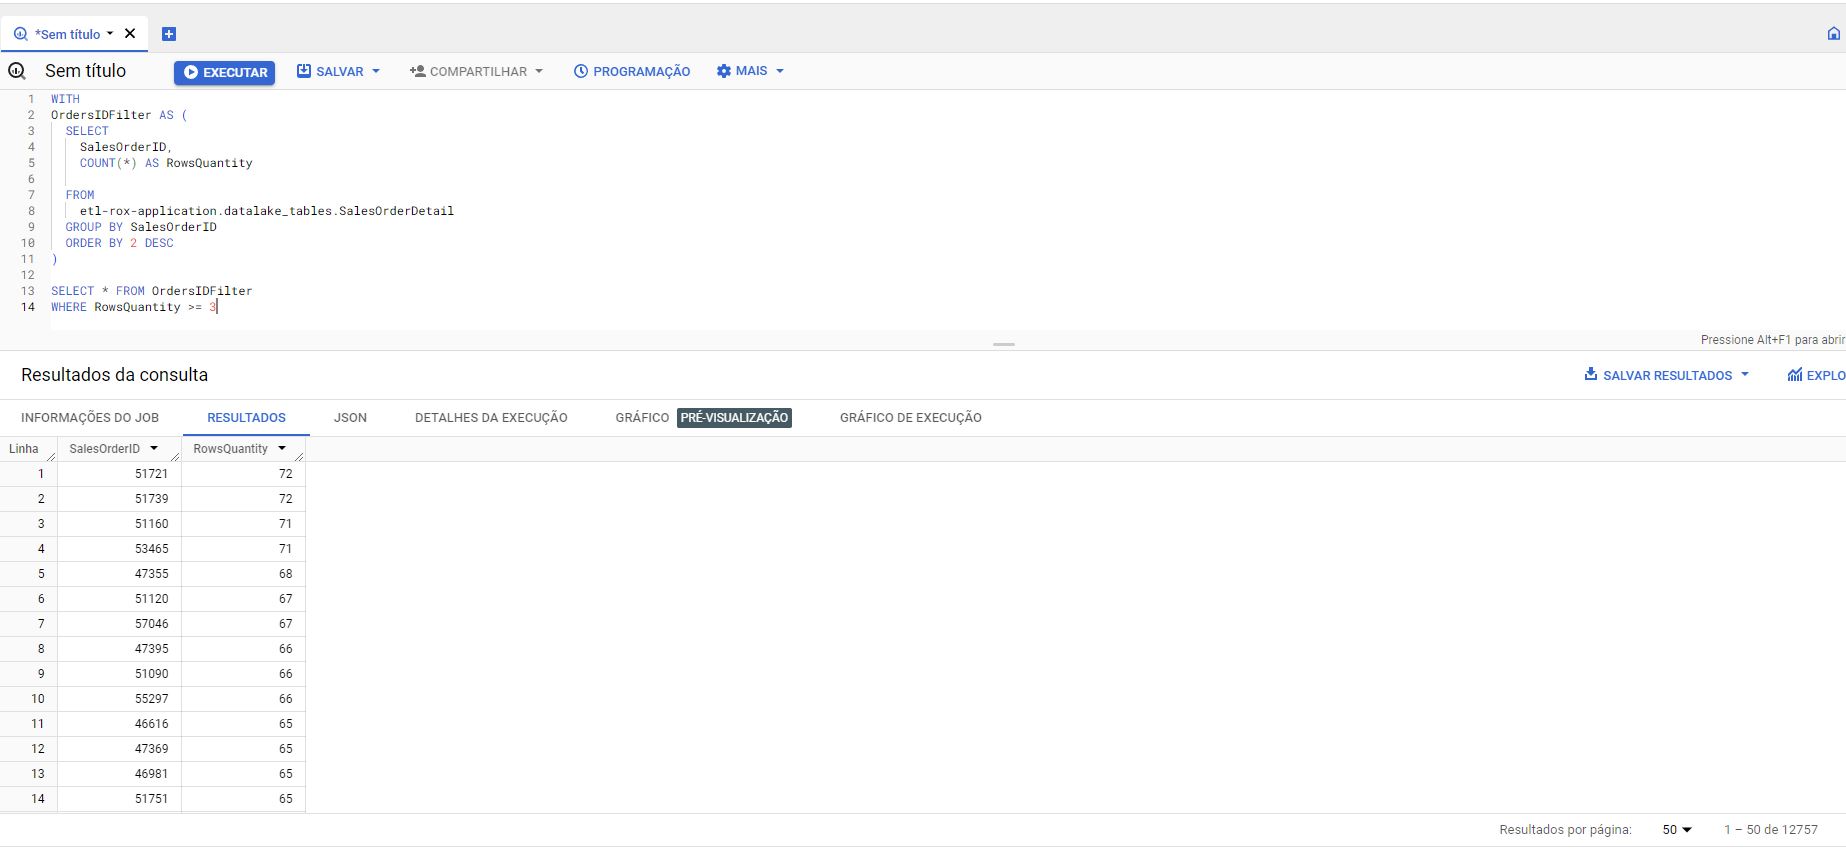 *Sem título
Sem título EXECUTAR SALVAR COMPARTILHAR PROGRAMAÇÃO MAIS
1 WITH
2 OrdersIDFilter AS (
3 SELECT
4 SalesOrderID,
5 COUNT(*) AS RowsQuantity
6
7 FROM
8 etl-rox-application.datalake_tables.SalesOrderDetail
9 GROUP BY SalesOrderID
10 ORDER BY 2 DESC
11 )
12
13 SELECT * FROM OrdersIDFilter
14 WHERE RowsQuantity >= 3
Pressione Alt+F1 para abrir
Resultados da consulta SALVAR RESULTADOS EXPLO
INFORMAÇÕES DO JOB RESULTADOS JSON DETALHES DA EXECUÇÃO GRÁFICO PRÉ-VISUALIZAÇÃO GRÁFICO DE EXECUÇÃO
Linha SalesOrderID RowsQuantity
1 51721 72
2 51739 72
3 51160 71
4 53465 71
5 47355 68
6 51120 67
7 57046 67
8 47395 66
9 51090 66
10 55297 66
11 46616 65
12 47369 65
13 46981 65
14 51751 65
Resultados por página: 50 1 – 50 de 12757